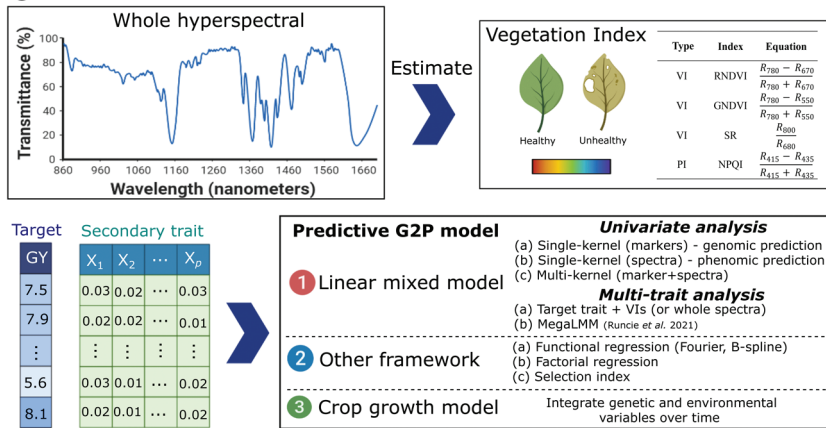 Whole hyperspectral
Transmittance (%)
100
80
60
40
20
0
860 960 1060 1160 1260 1360 1460 1560 1660
Wavelength (nanometers)
Estimate
Vegetation Index
Healthy Unhealthy
Type Index Equation
VI RNDVI R780 − R670 / R780 + R670
VI GNDVI R780 − R550 / R780 + R550
VI SR R800 / R680
PI NPQI R415 − R435 / R415 + R435
Target Secondary trait
GY X1 X2 ⋯ Xp
7.5 0.03 0.02 ⋯ 0.03
7.9 0.02 0.02 ⋯ 0.01
⋮ ⋮ ⋮ ⋮ ⋮
5.6 0.03 0.01 ⋯ 0.02
8.1 0.02 0.01 ⋯ 0.02
Predictive G2P model
1 Linear mixed model
Univariate analysis
(a) Single-kernel (markers) - genomic prediction
(b) Single-kernel (spectra) - phenomic prediction
(c) Multi-kernel (marker+spectra)
Multi-trait analysis
(a) Target trait + VIs (or whole spectra)
(b) MegaLMM (Runcie et al. 2021)
2 Other framework
(a) Functional regression (Fourier, B-spline)
(b) Factorial regression
(c) Selection index
3 Crop growth model
Integrate genetic and environmental
variables over time